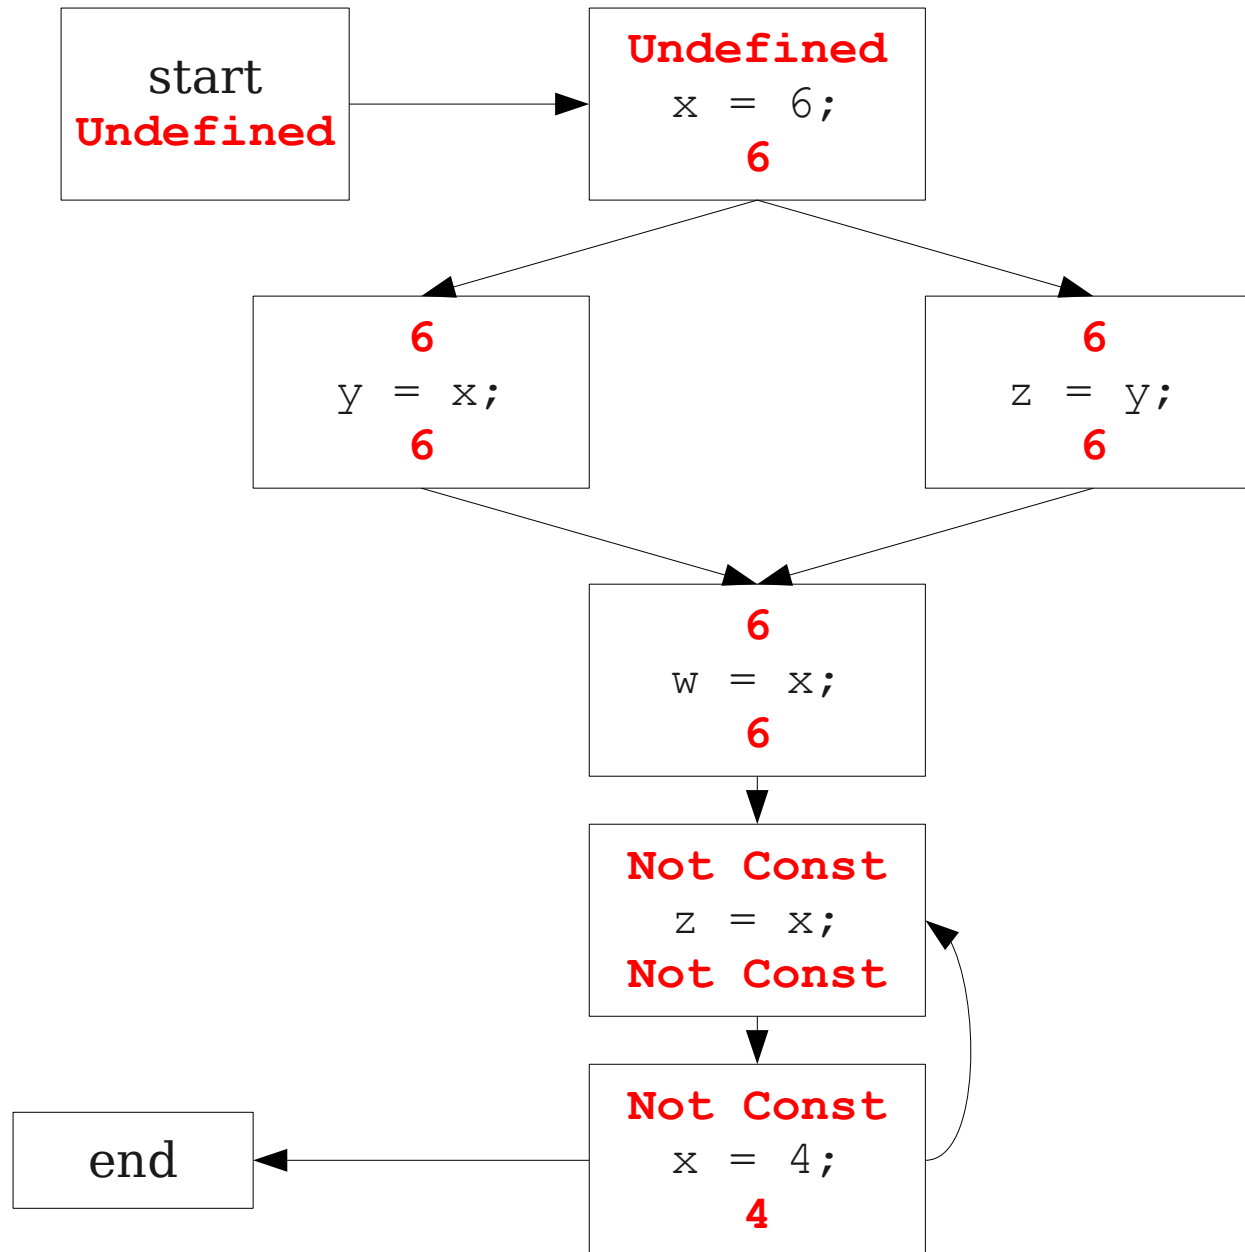 start
Undefined
Undefined
x = 6;
6
6
y = x;
6
6
z = y;
6
6
w = x;
6
Not Const
z = x;
Not Const
Not Const
x = 4;
4
end